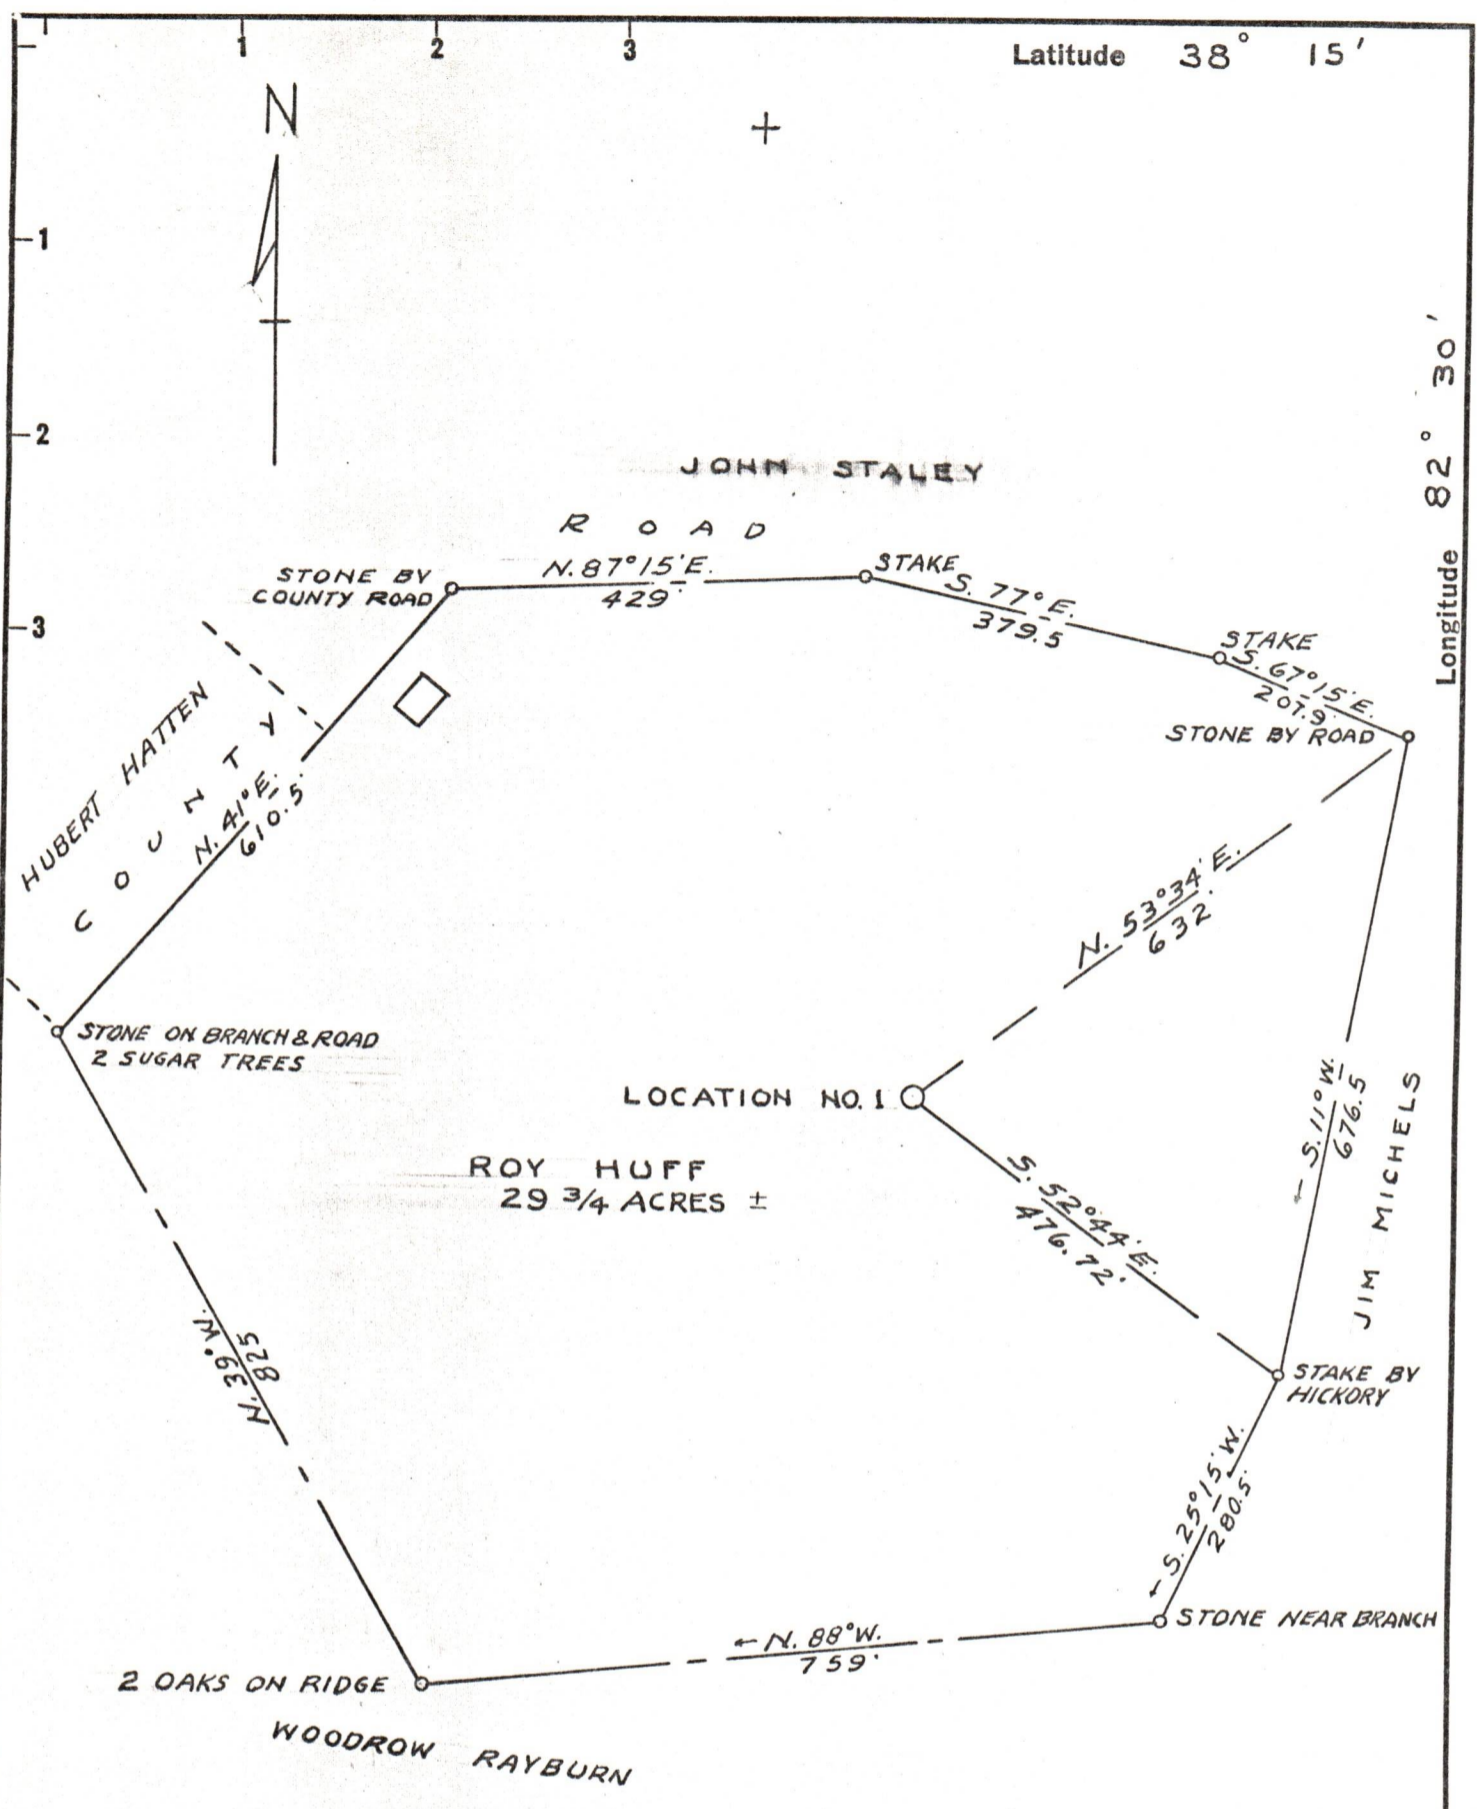 1 2 3 Latitude 38° 15'
N
1
2
3
Longitude 82° 30'
JOHN STALEY
ROAD
STONE BY
COUNTY ROAD
N. 87° 15' E.
429'
STAKE
S. 77° E.
379.5
STAKE
S. 67° 15' E.
207.9'
STONE BY ROAD
HUBERT HATTEN
COUNTY
N. 41° E.
610.5'
N. 53° 34' E.
632'
STONE ON BRANCH & ROAD
2 SUGAR TREES
LOCATION NO. 1
S. 11° W.
676.5
JIM MICHELS
ROY HUFF
29 3/4 ACRES ±
S. 52° 44' E.
476.72'
N. 39° W.
825
STAKE BY
HICKORY
S. 25° 15' W.
280.5'
STONE NEAR BRANCH
← N. 88° W.
759'
2 OAKS ON RIDGE
WOODROW RAYBURN